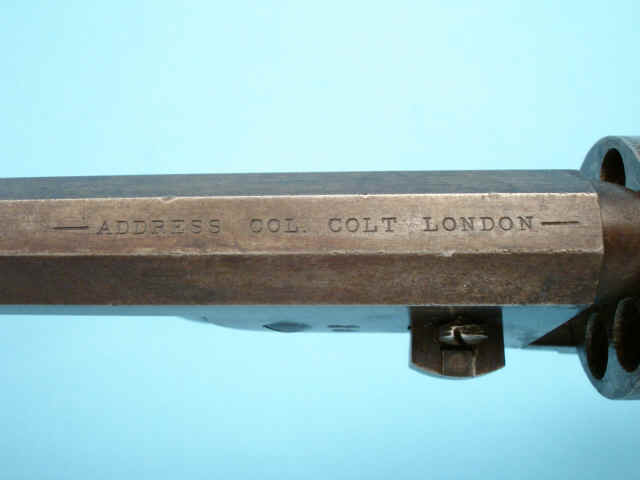 — ADDRESS COL. COLT LONDON —